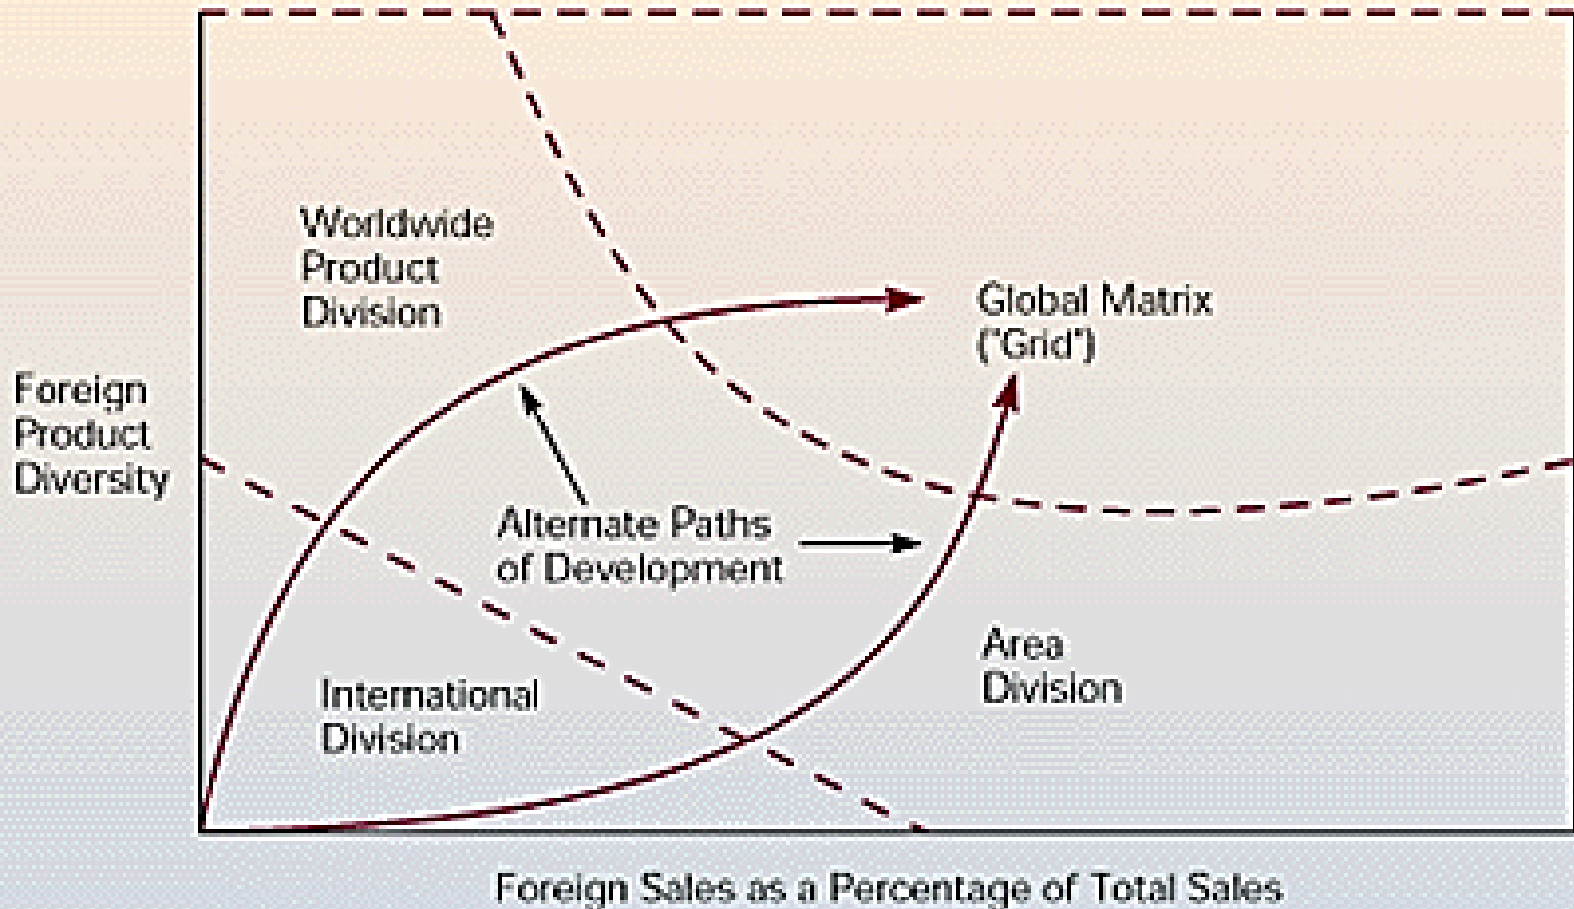 Worldwide
Product
Division
Global Matrix
("Grid")
Foreign
Product
Diversity
Alternate Paths
of Development
Area
Division
International
Division
Foreign Sales as a Percentage of Total Sales